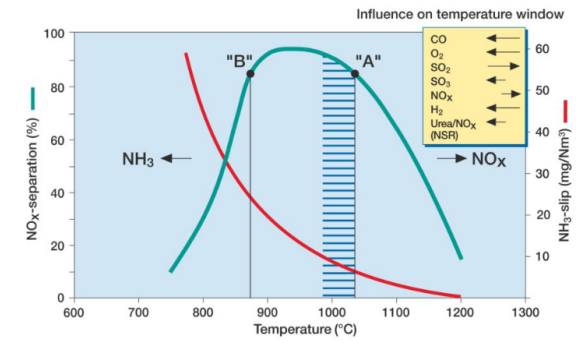 Influence on temperature window
CO
O2
SO2
SO3
NOX
H2
Urea/NOX
(NSR)
100
80
60
40
20
0
NOX-separation (%)
60
50
40
30
20
10
NH3-slip (mg/Nm³)
"B"
"A"
NH3
NOX
600
700
800
900
1000
1100
1200
1300
Temperature (°C)